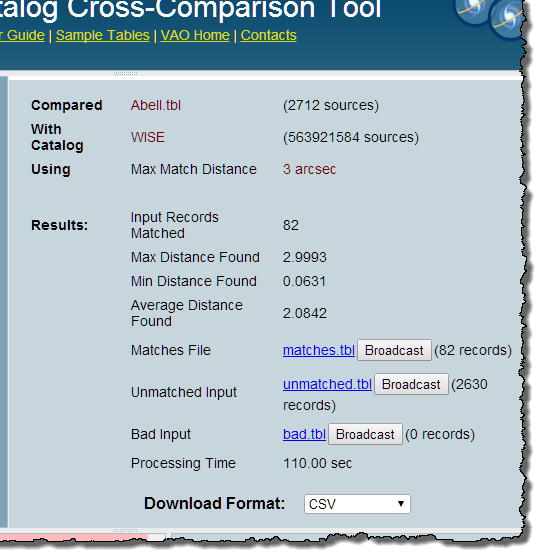 talog Cross-Comparison Tool
r Guide | Sample Tables | VAO Home | Contacts
Compared Abell.tbl (2712 sources)
With
Catalog WISE (563921584 sources)
Using Max Match Distance 3 arcsec
Results: Input Records
Matched 82
Max Distance Found 2.9993
Min Distance Found 0.0631
Average Distance
Found 2.0842
Matches File matches.tbl Broadcast (82 records)
Unmatched Input unmatched.tbl Broadcast (2630
records)
Bad Input bad.tbl Broadcast (0 records)
Processing Time 110.00 sec
Download Format: CSV